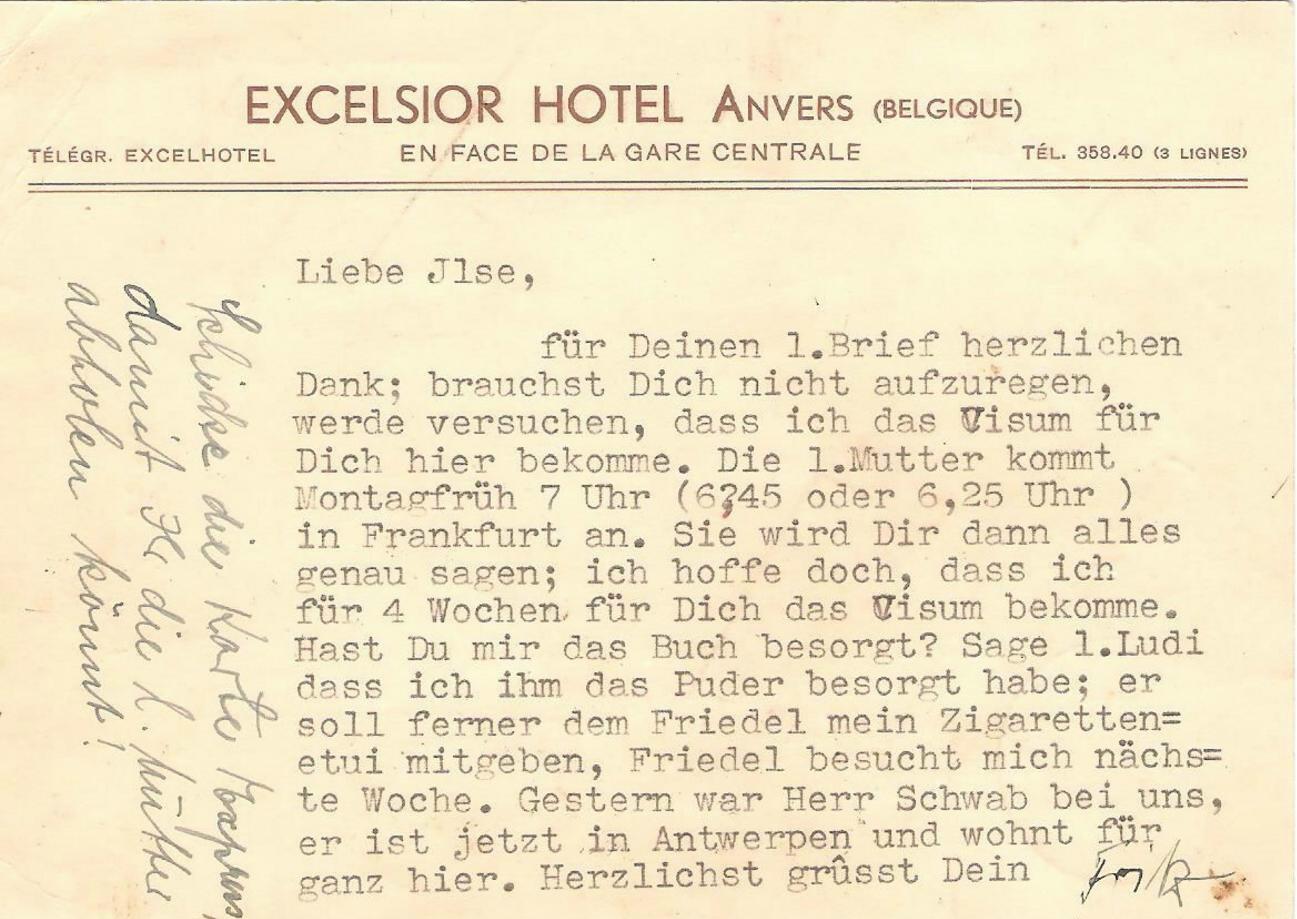 EXCELSIOR HOTEL ANVERS (BELGIQUE)
TÉLÉGR. EXCELHOTEL EN FACE DE LA GARE CENTRALE TÉL. 358.40 (3 LIGNES)
Liebe Jlse,
für Deinen l.Brief herzlichen
Dank; brauchst Dich nicht aufzuregen,
werde versuchen, dass ich das Visum für
Dich hier bekomme. Die l.Mutter kommt
Montagfrüh 7 Uhr (6?45 oder 6,25 Uhr )
in Frankfurt an. Sie wird Dir dann alles
genau sagen; ich hoffe doch, dass ich
für 4 Wochen für Dich das Visum bekomme.
Hast Du mir das Buch besorgt? Sage l.Ludi
dass ich ihm das Puder besorgt habe; er
soll ferner dem Friedel mein Zigaretten=
etui mitgeben, Friedel besucht mich nächs=
te Woche. Gestern war Herr Schwab bei uns,
er ist jetzt in Antwerpen und wohnt für
ganz hier. Herzlichst grûsst Dein
Schicke die Karte Express,
damit Ihr die l. Mutter
abholen könnt!